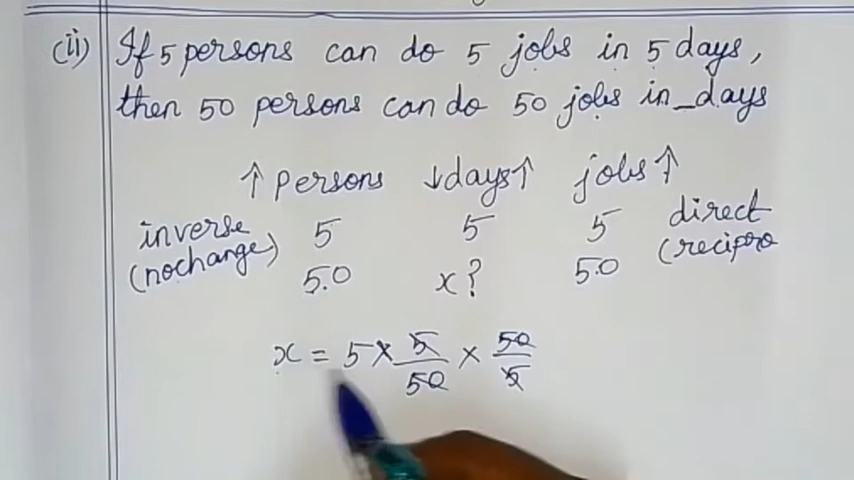 (ii) If 5 persons can do 5 jobs in 5 days,
then 50 persons can do 50 jobs in _ days
↑ persons ↓days↑ jobs ↑
inverse 5 5 5 direct
(nochange) 50 x? 50 (recipro
x = 5 × 5/50 × 50/5